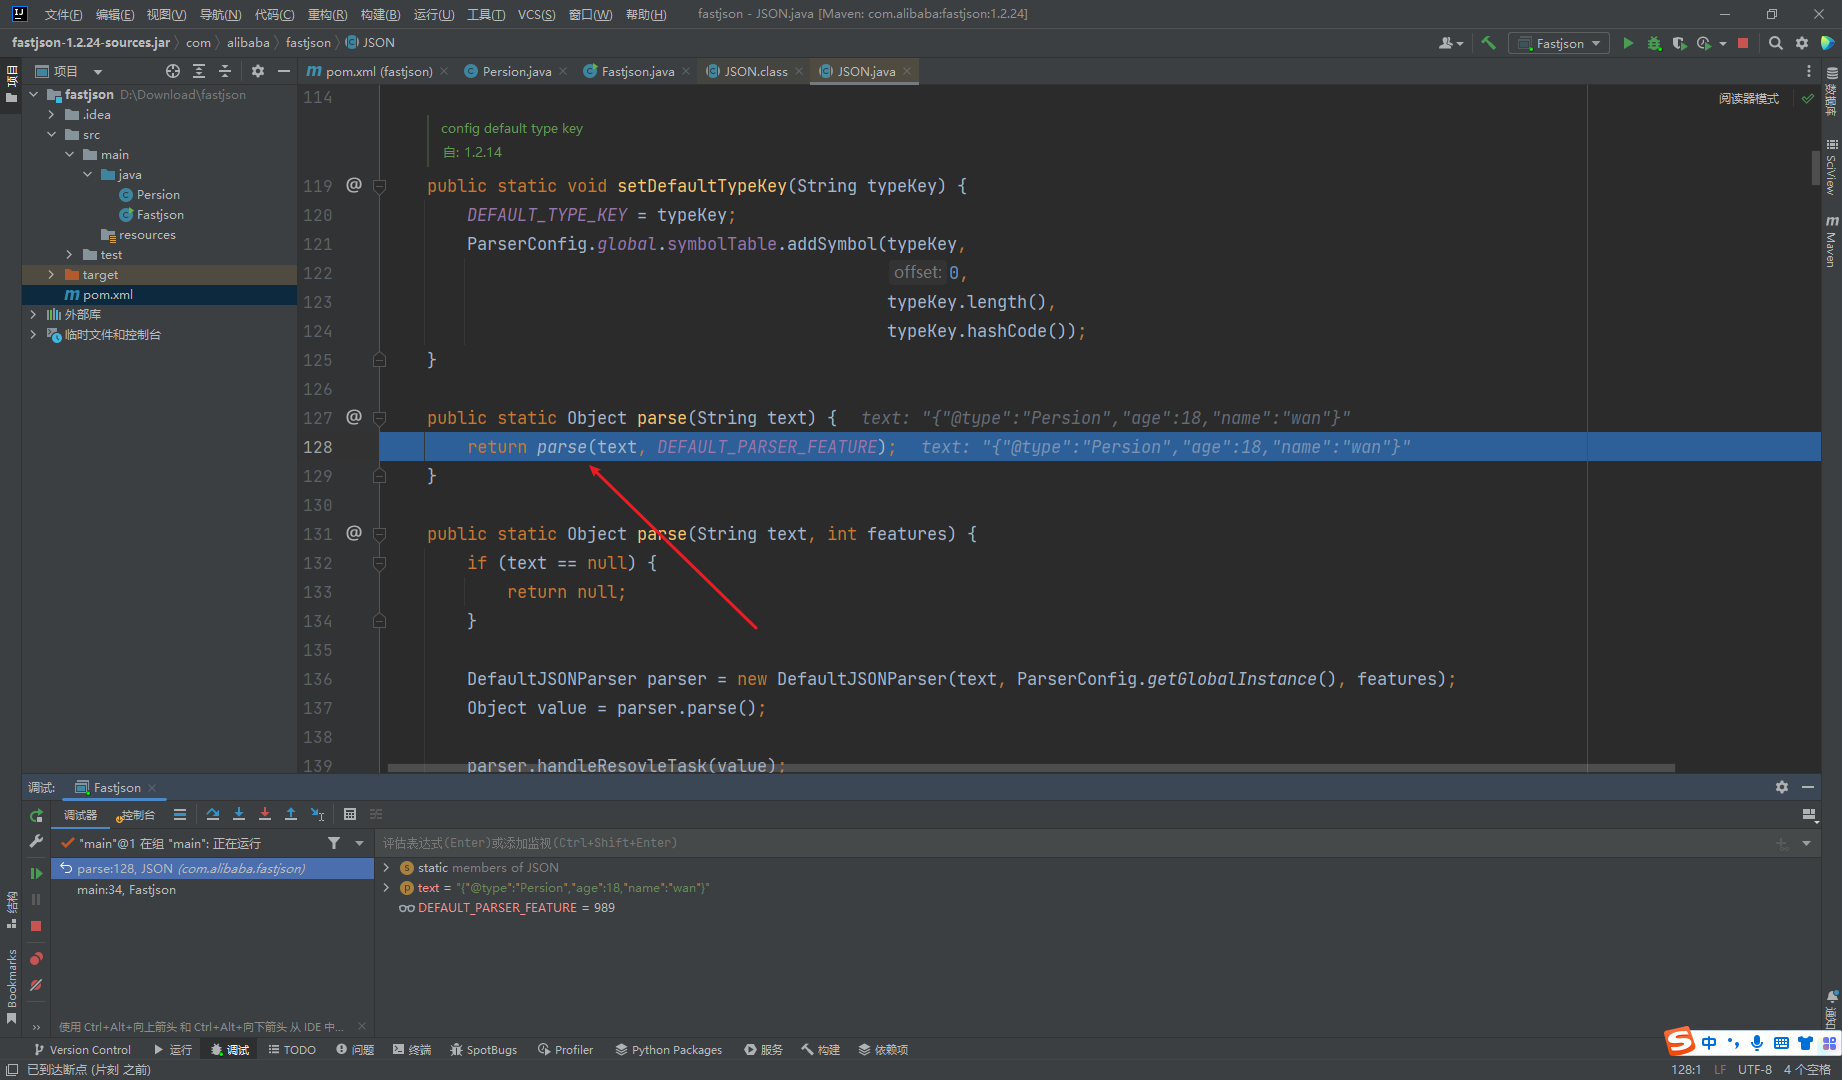 文件(F) 编辑(E) 视图(V) 导航(N) 代码(C) 重构(R) 构建(B) 运行(U) 工具(T) VCS(S) 窗口(W) 帮助(H) fastjson - JSON.java [Maven: com.alibaba:fastjson:1.2.24]
fastjson-1.2.24-sources.jar com alibaba fastjson JSON
Fastjson
项目
项目
pom.xml (fastjson) Persion.java Fastjson.java JSON.class JSON.java
fastjson D:\Download\fastjson
.idea
src
main
java
Persion
Fastjson
resources
test
target
pom.xml
外部库
临时文件和控制台
阅读器模式
114
config default type key
自: 1.2.14
119 @ public static void setDefaultTypeKey(String typeKey) {
120 DEFAULT_TYPE_KEY = typeKey;
121 ParserConfig.global.symbolTable.addSymbol(typeKey,
122 offset: 0,
123 typeKey.length(),
124 typeKey.hashCode());
125 }
126
127 @ public static Object parse(String text) { text: "{"@type":"Persion","age":18,"name":"wan"}"
128 return parse(text, DEFAULT_PARSER_FEATURE); text: "{"@type":"Persion","age":18,"name":"wan"}"
129 }
130
131 @ public static Object parse(String text, int features) {
132 if (text == null) {
133 return null;
134 }
135
136 DefaultJSONParser parser = new DefaultJSONParser(text, ParserConfig.getGlobalInstance(), features);
137 Object value = parser.parse();
138
139 parser.handleResovleTask(value);
数据库
SciView
Maven
通知
调试: Fastjson
调试器 控制台
"main"@1 在组 "main": 正在运行
评估表达式(Enter)或添加监视(Ctrl+Shift+Enter)
parse:128, JSON (com.alibaba.fastjson)
main:34, Fastjson
static members of JSON
text = "{"@type":"Persion","age":18,"name":"wan"}"
DEFAULT_PARSER_FEATURE = 989
结构
Bookmarks
使用 Ctrl+Alt+向上箭头 和 Ctrl+Alt+向下箭头 从 IDE 中...
Version Control 运行 调试 TODO 问题 终端 SpotBugs Profiler Python Packages 服务 构建 依赖项
S 中
已到达断点 (片刻 之前)
128:1 LF UTF-8 4 个空格